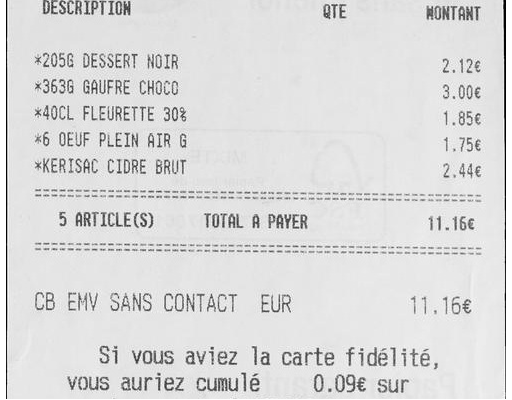 DESCRIPTION QTE MONTANT
*205G DESSERT NOIR 2.12€
*363G GAUFRE CHOCO 3.00€
*40CL FLEURETTE 30% 1.85€
*6 OEUF PLEIN AIR G 1.75€
*KERISAC CIDRE BRUT 2.44€
5 ARTICLE(S) TOTAL A PAYER 11.16€
CB EMV SANS CONTACT EUR 11.16€
Si vous aviez la carte fidélité,
vous auriez cumulé 0.09€ sur